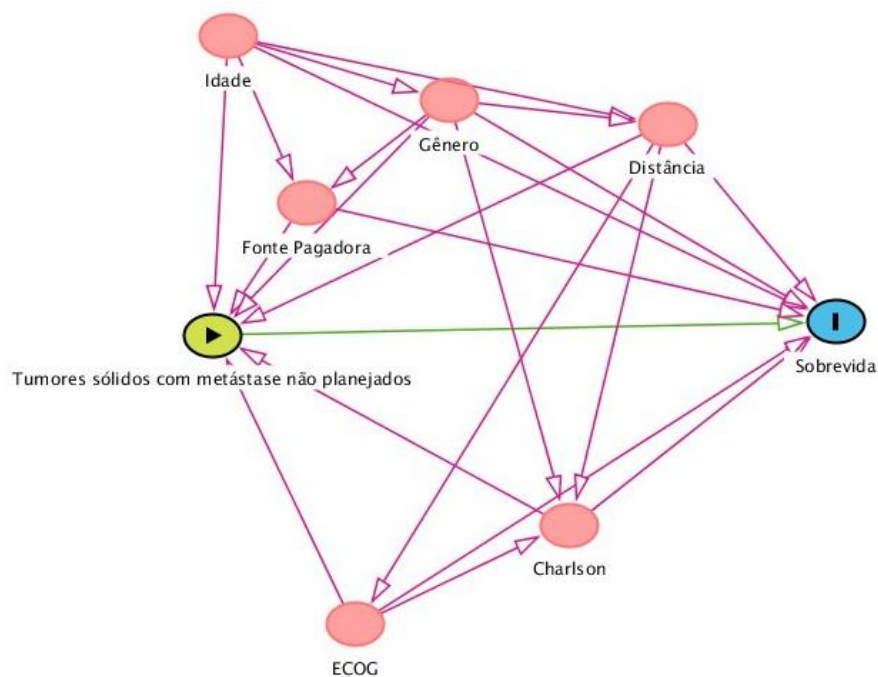 Idade
Gênero
Distância
Fonte Pagadora
Sobrevida
Tumores sólidos com metástase não planejados
Charlson
ECOG